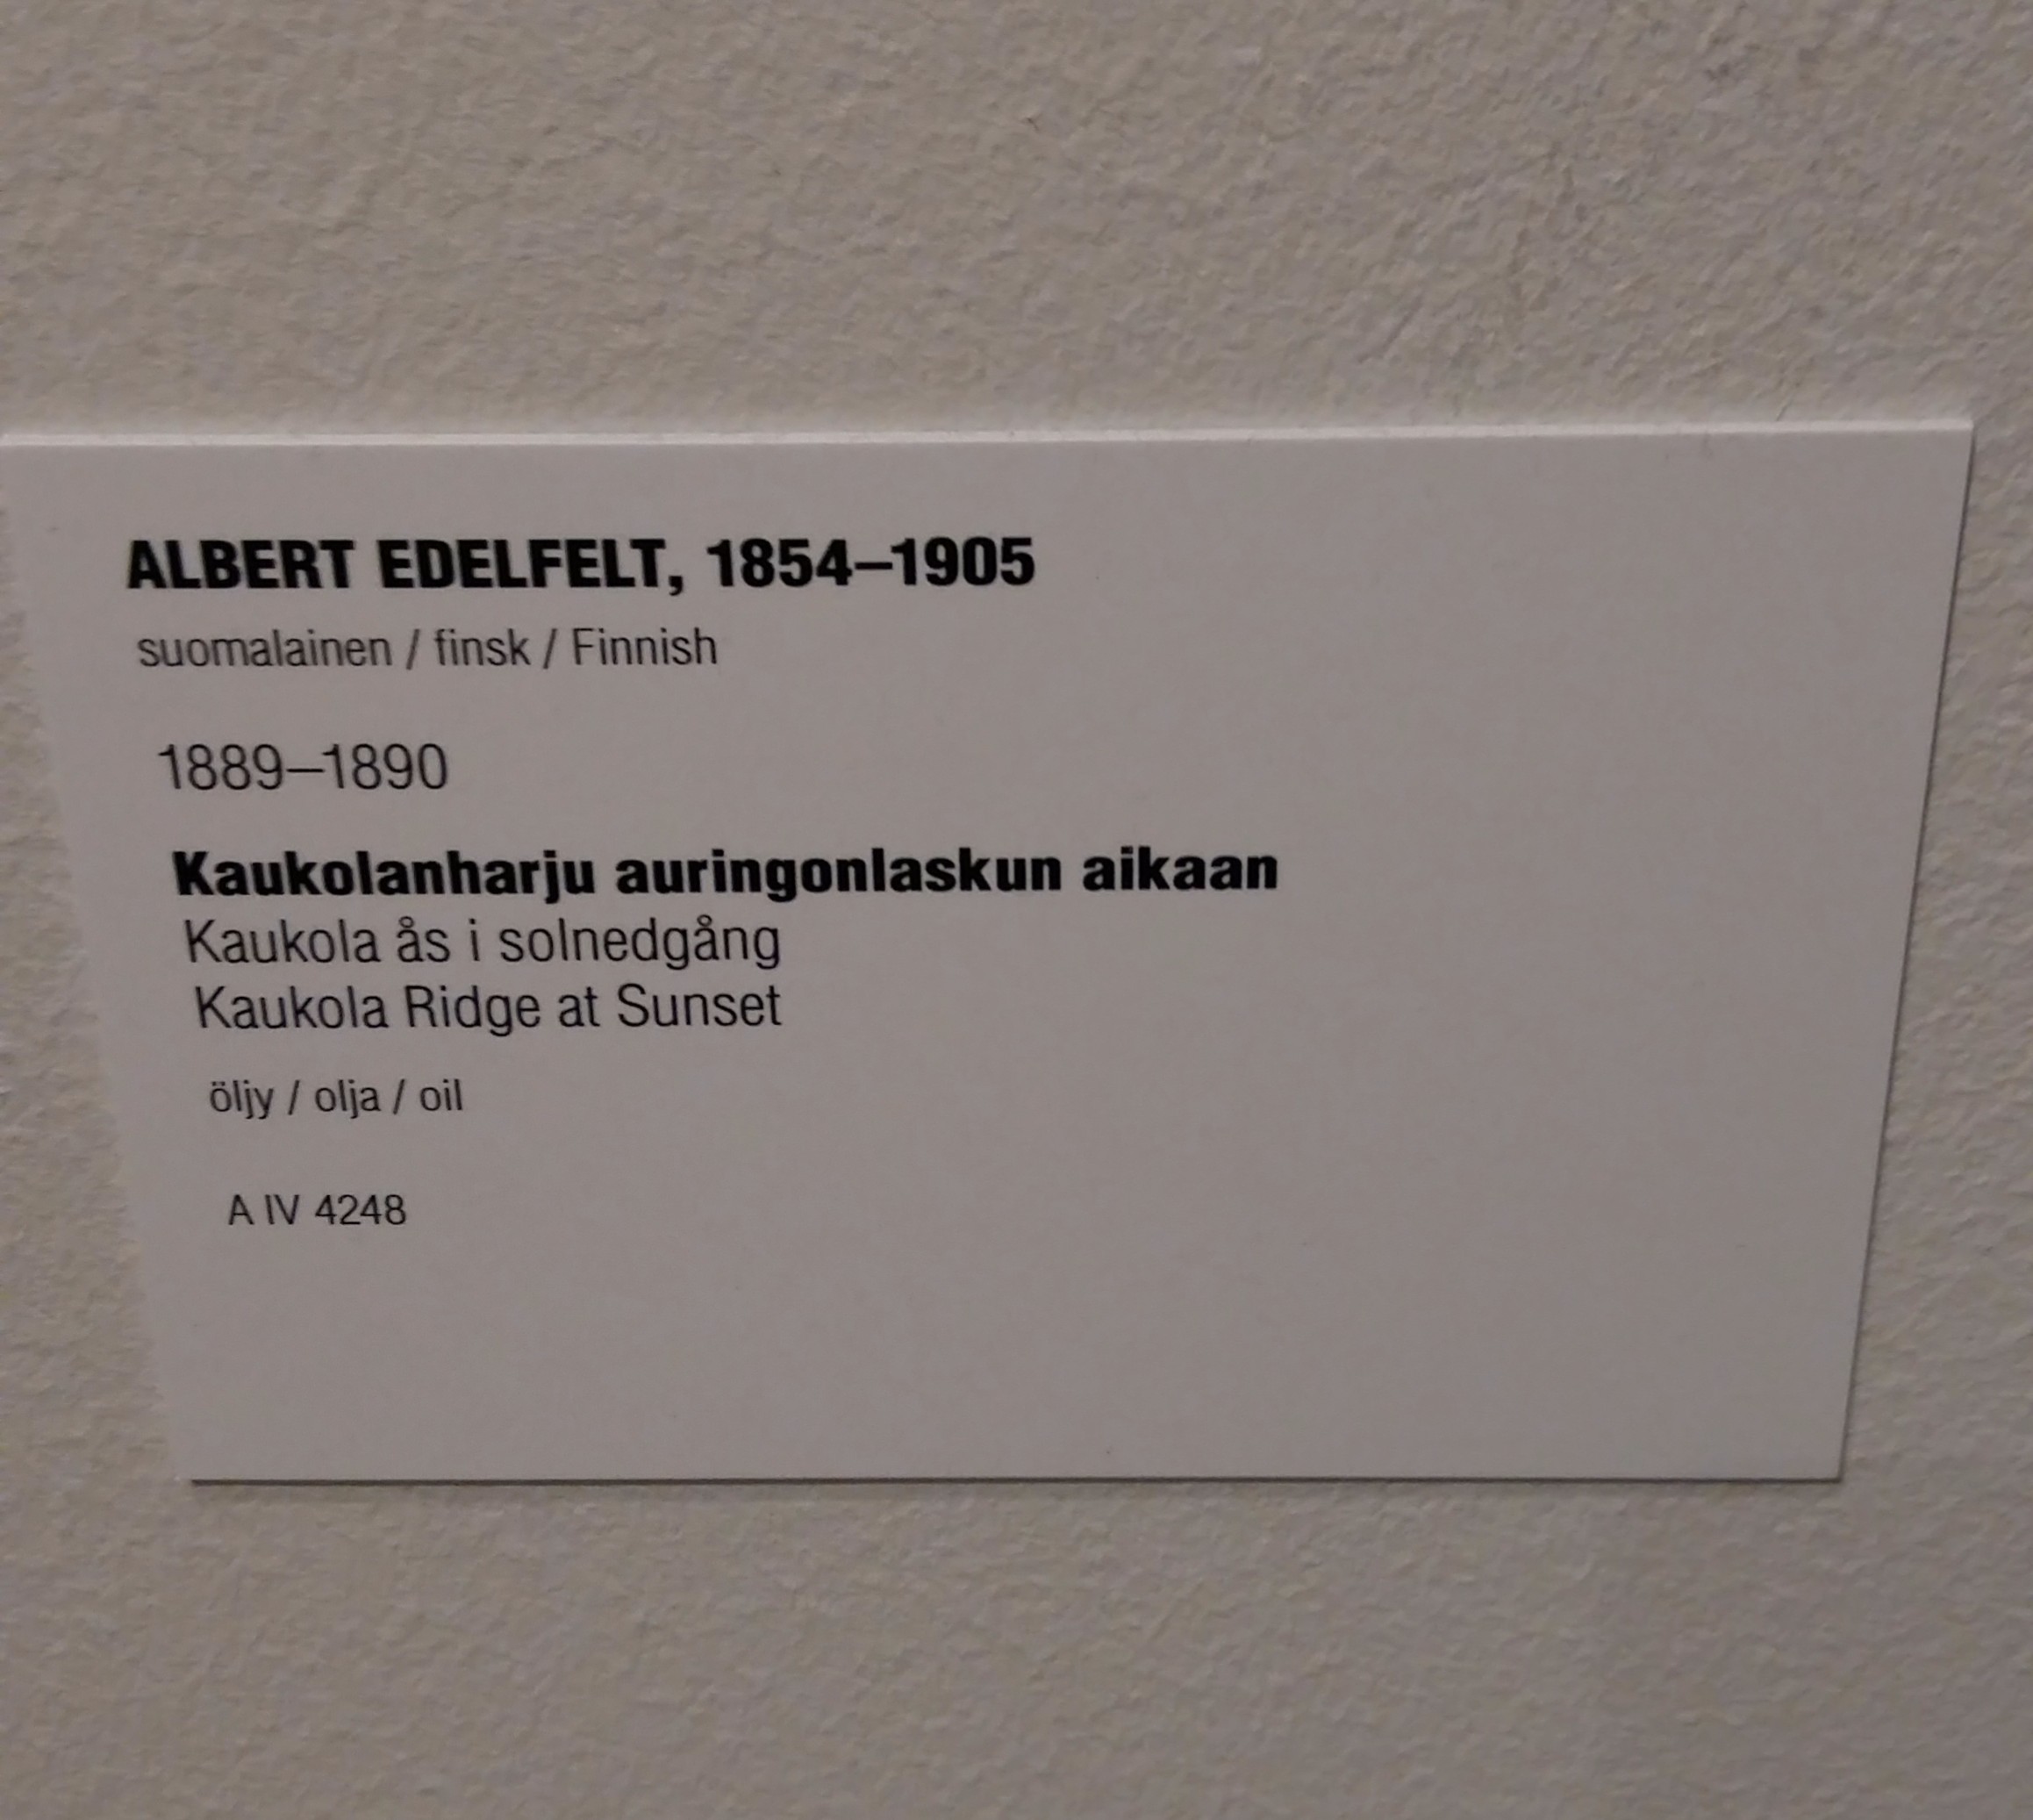 ALBERT EDELFELT, 1854–1905
suomalainen / finsk / Finnish
1889–1890
Kaukolanharju auringonlaskun aikaan
Kaukola ås i solnedgång
Kaukola Ridge at Sunset
öljy / olja / oil
A IV 4248